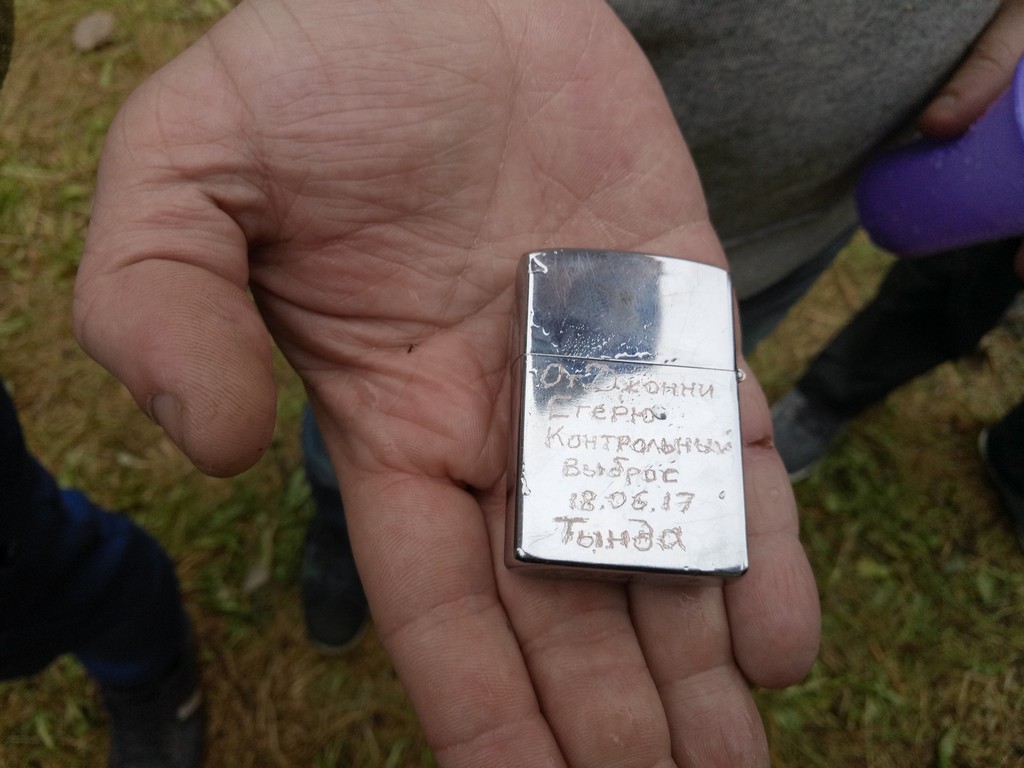 От Джонни
Егерю
Контрольный
Выброс
18.06.17
Тында